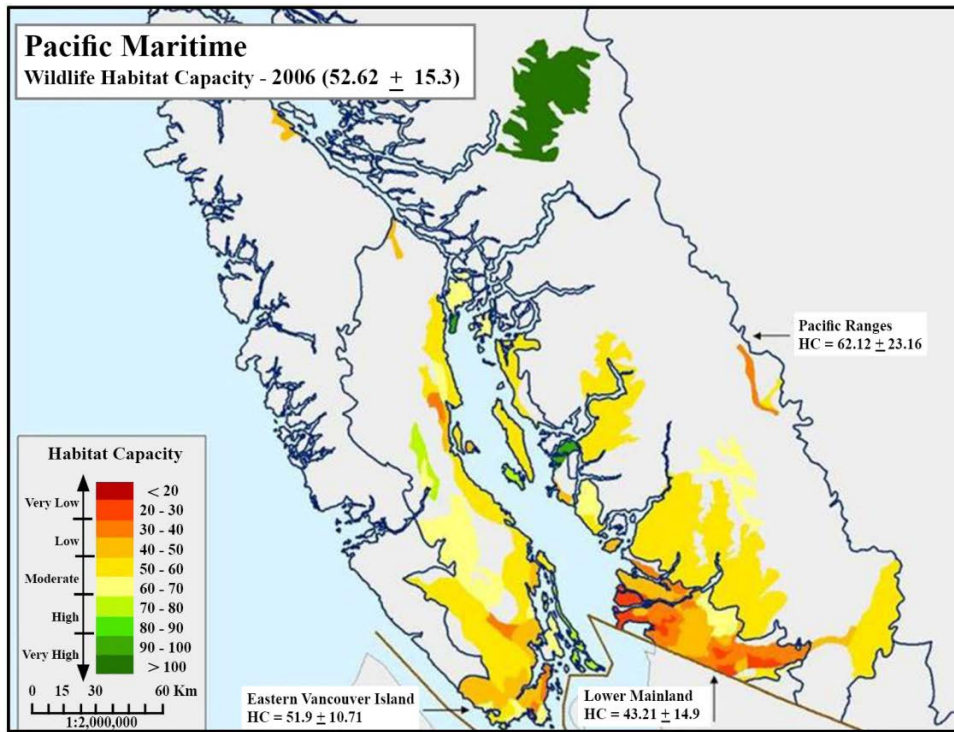 Pacific Maritime
Wildlife Habitat Capacity - 2006 (52.62 ± 15.3)
Pacific Ranges
HC = 62.12 ± 23.16
Habitat Capacity
Very Low
Low
Moderate
High
Very High
< 20
20 - 30
30 - 40
40 - 50
50 - 60
60 - 70
70 - 80
80 - 90
90 - 100
> 100
0 15 30 60 Km
1:2,000,000
Eastern Vancouver Island
HC = 51.9 ± 10.71
Lower Mainland
HC = 43.21 ± 14.9